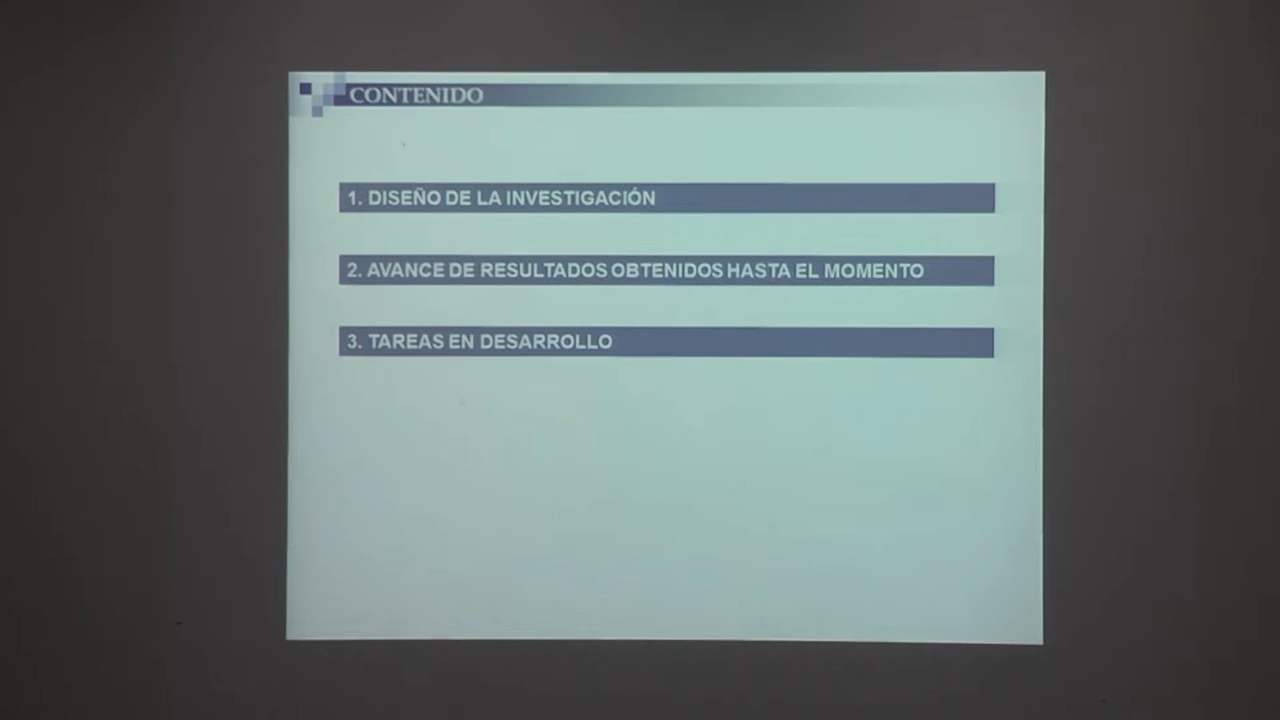 CONTENIDO
1. DISEÑO DE LA INVESTIGACIÓN
2. AVANCE DE RESULTADOS OBTENIDOS HASTA EL MOMENTO
3. TAREAS EN DESARROLLO